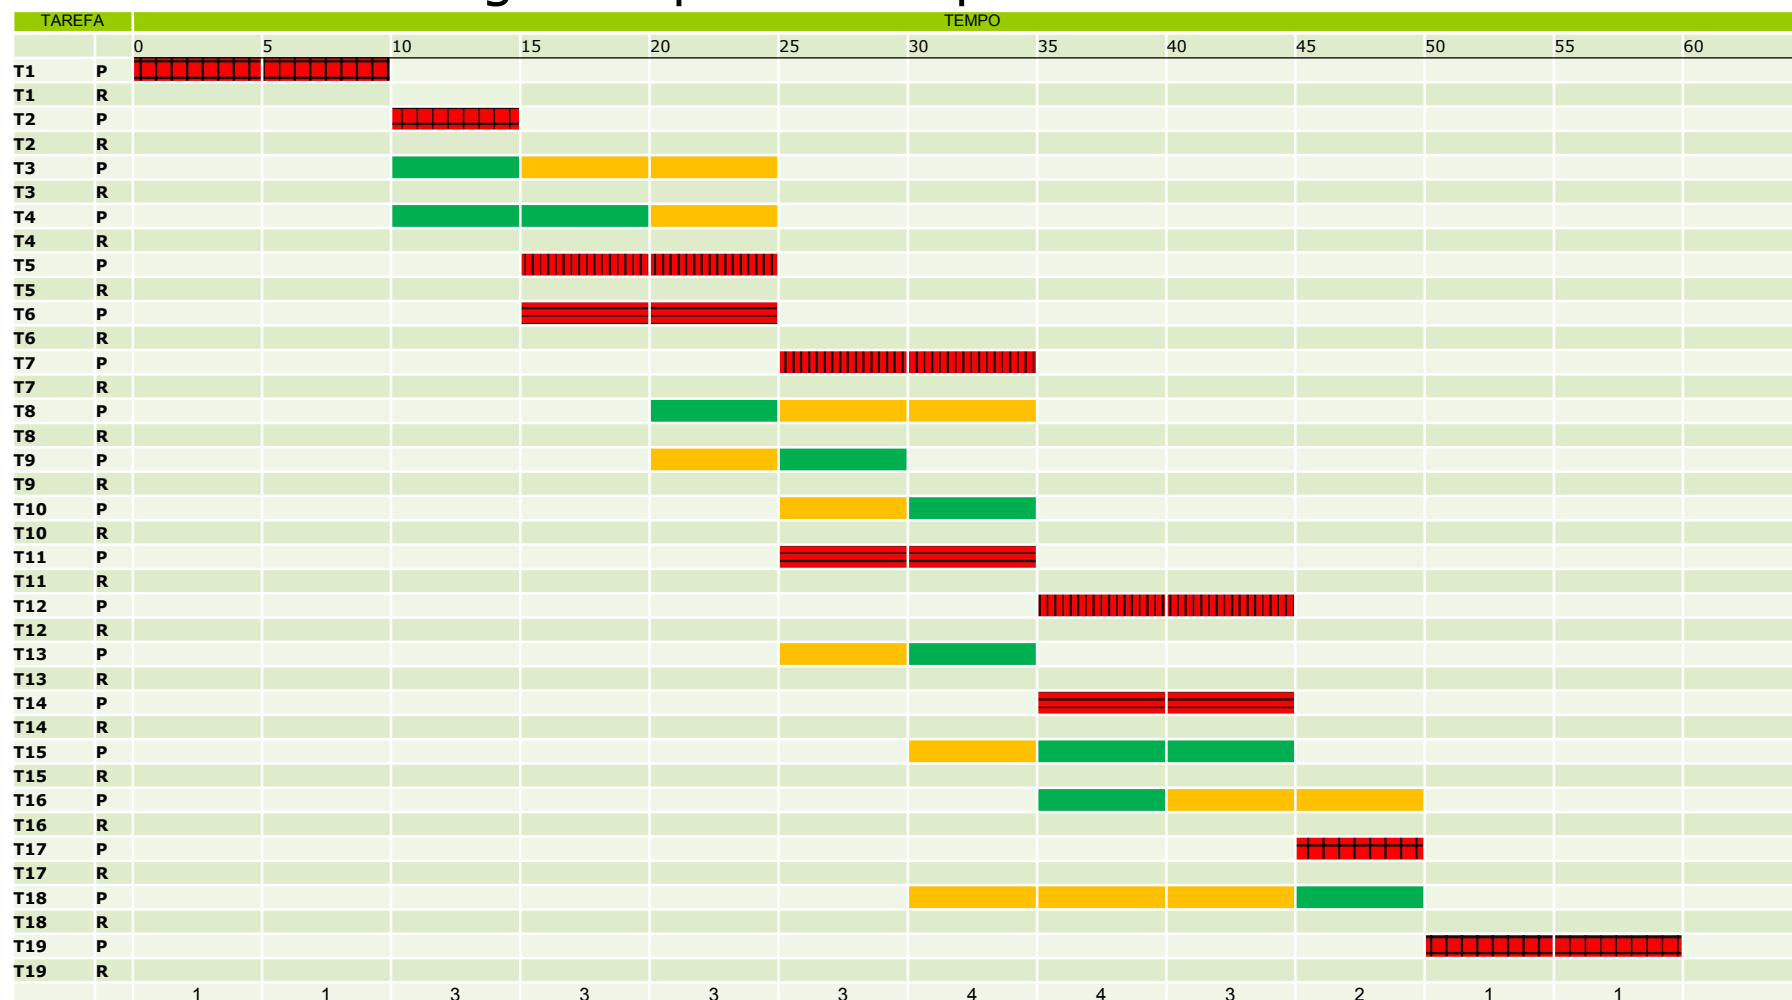 TAREFA TEMPO
0 5 10 15 20 25 30 35 40 45 50 55 60
T1 P
T1 R
T2 P
T2 R
T3 P
T3 R
T4 P
T4 R
T5 P
T5 R
T6 P
T6 R
T7 P
T7 R
T8 P
T8 R
T9 P
T9 R
T10 P
T10 R
T11 P
T11 R
T12 P
T12 R
T13 P
T13 R
T14 P
T14 R
T15 P
T15 R
T16 P
T16 R
T17 P
T17 R
T18 P
T18 R
T19 P
T19 R
1 1 3 3 3 3 4 4 3 2 1 1